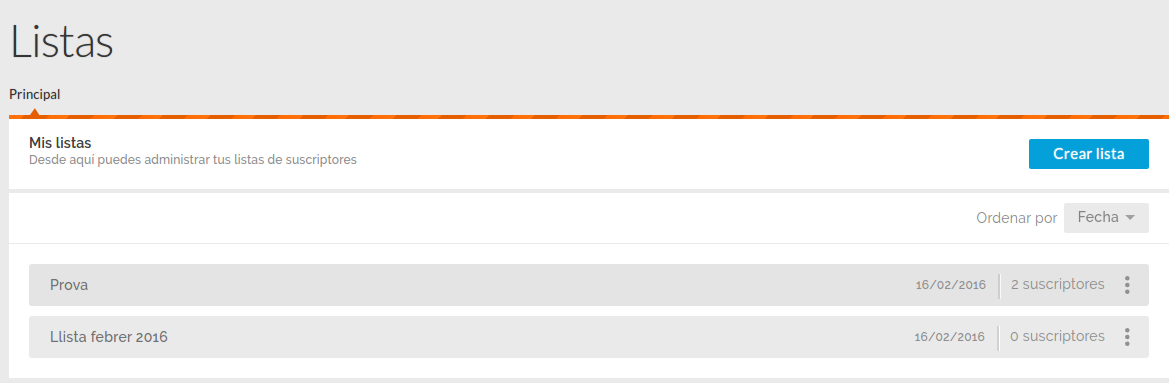 Listas
Principal
Mis listas
Desde aquí puedes administrar tus listas de suscriptores
Crear lista
Ordenar por Fecha
Prova 16/02/2016 2 suscriptores
Llista febrer 2016 16/02/2016 0 suscriptores